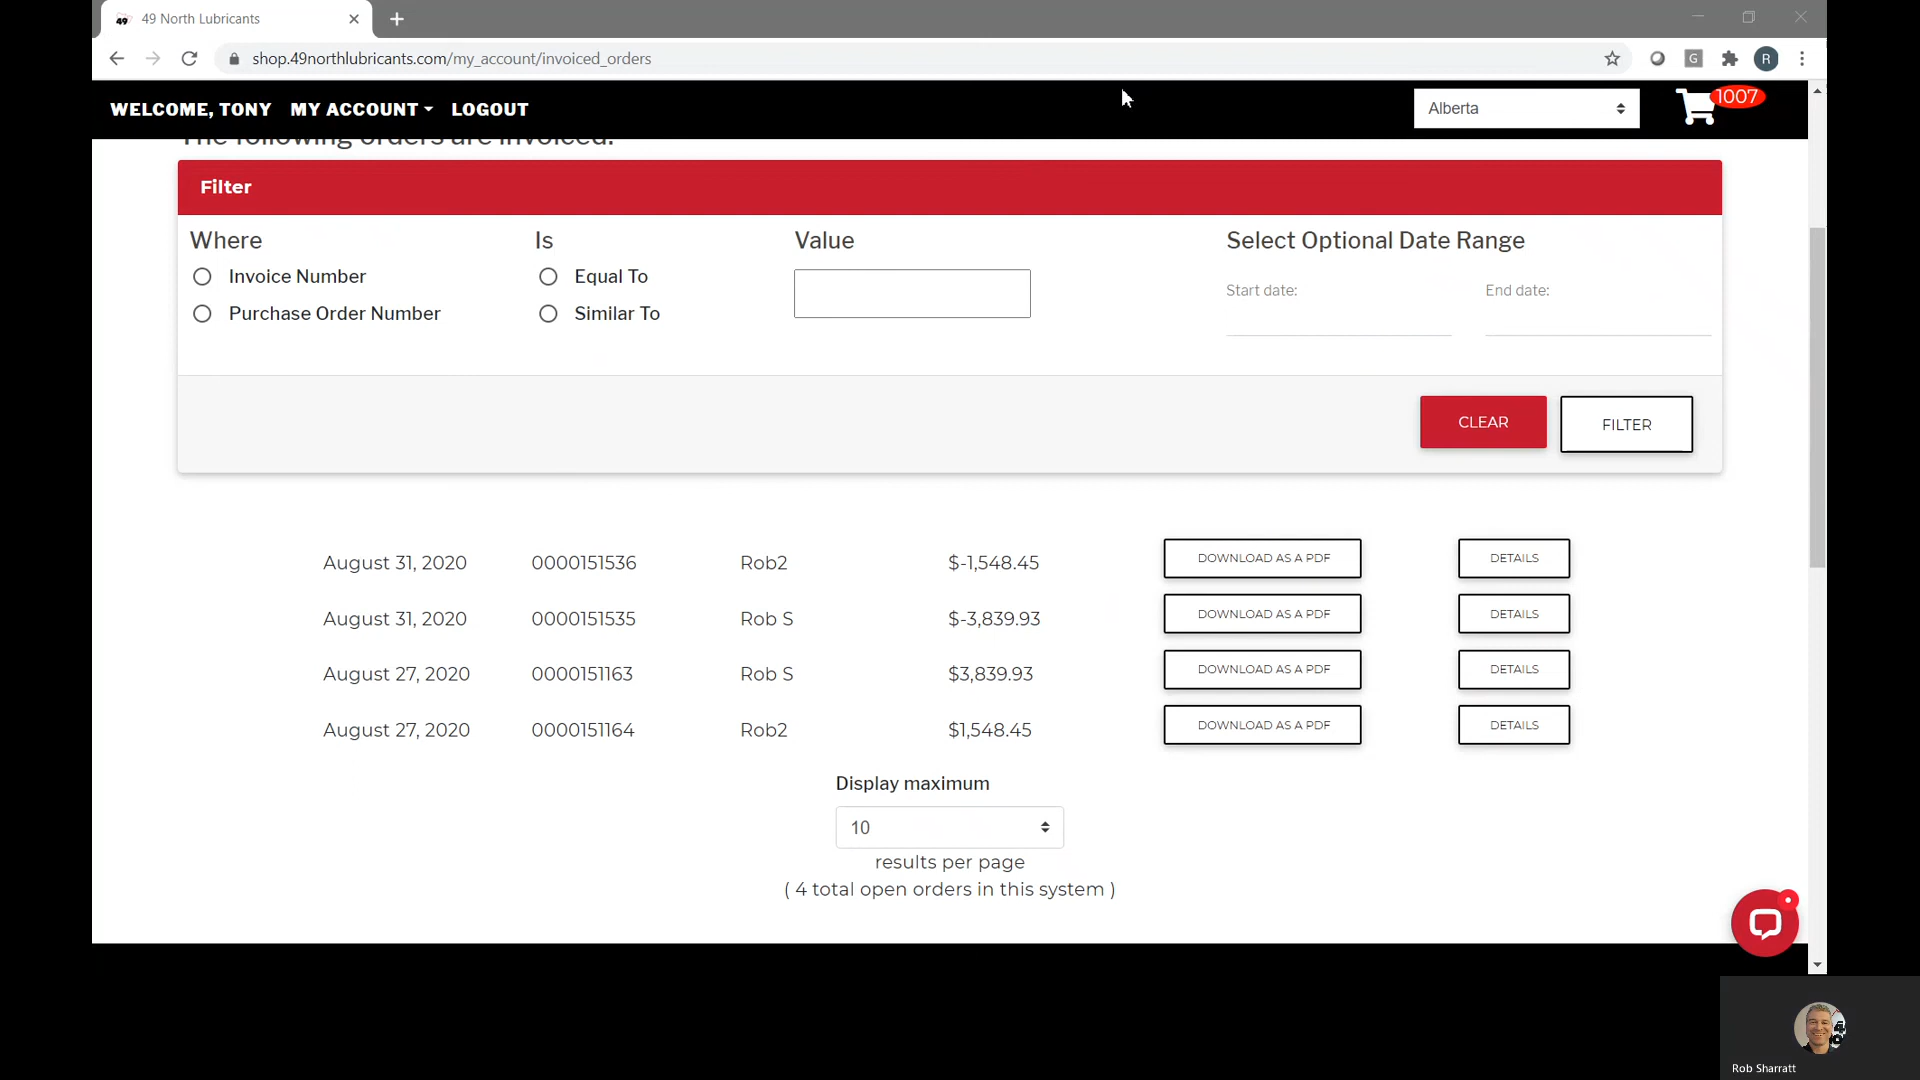 49 North Lubricants
shop.49northlubricants.com/my_account/invoiced_orders
G
R
WELCOME, TONY MY ACCOUNT LOGOUT
Alberta
1007
The following orders are invoiced:
Filter
Where Is Value Select Optional Date Range
Invoice Number Equal To
Start date: End date:
Purchase Order Number Similar To
CLEAR FILTER
August 31, 2020 0000151536 Rob2 $-1,548.45 DOWNLOAD AS A PDF DETAILS
August 31, 2020 0000151535 Rob S $-3,839.93 DOWNLOAD AS A PDF DETAILS
August 27, 2020 0000151163 Rob S $3,839.93 DOWNLOAD AS A PDF DETAILS
August 27, 2020 0000151164 Rob2 $1,548.45 DOWNLOAD AS A PDF DETAILS
Display maximum
10
results per page
( 4 total open orders in this system )
Rob Sharratt